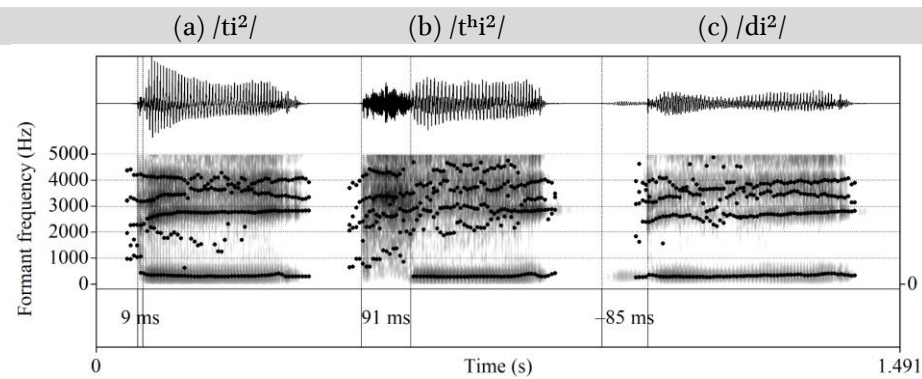 (a) /ti²/ (b) /tʰi²/ (c) /di²/
5000
4000
3000
2000
1000
0 0
Formant frequency (Hz)
9 ms 91 ms –85 ms
0 Time (s) 1.491